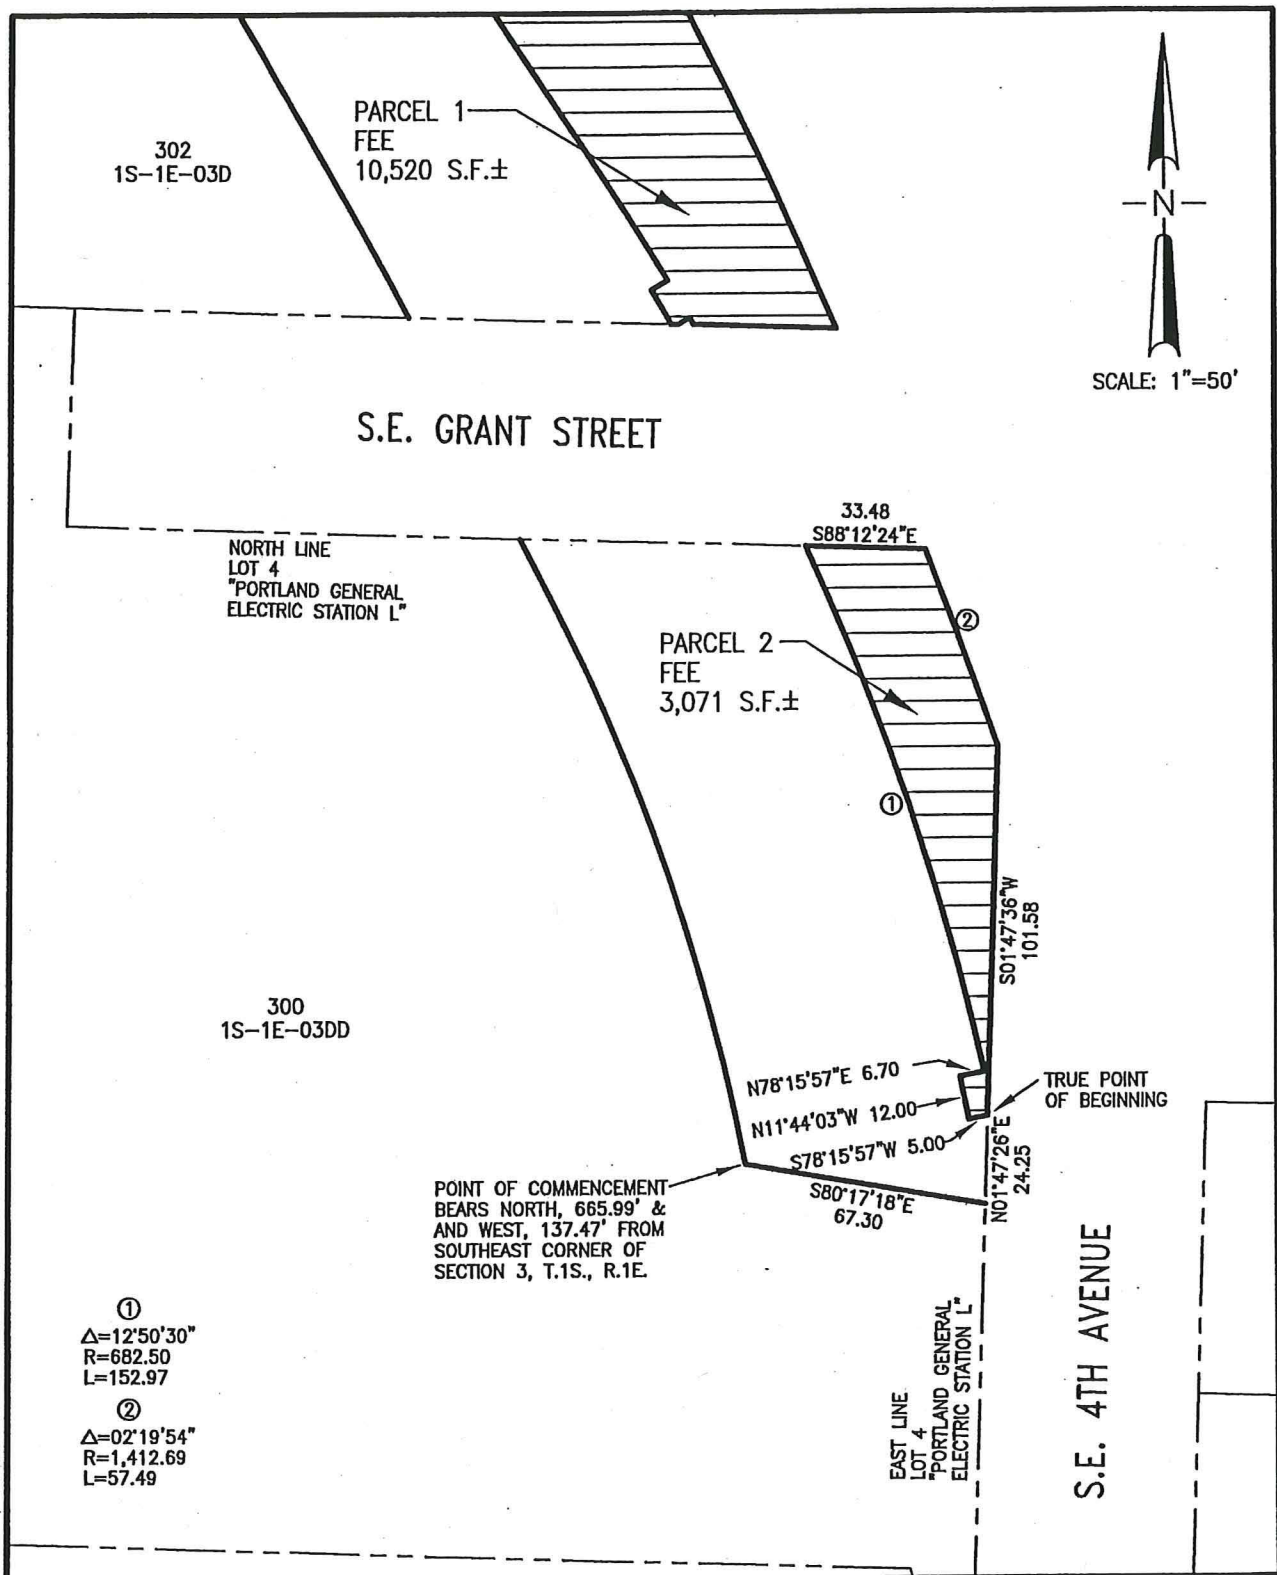 PARCEL 1
FEE
10,520 S.F.±
302
1S-1E-03D
N
SCALE: 1"=50'
S.E. GRANT STREET
33.48
S88°12'24"E
NORTH LINE
LOT 4
"PORTLAND GENERAL
ELECTRIC STATION L"
②
PARCEL 2
FEE
3,071 S.F.±
①
S01°47'36"W
101.58
300
1S-1E-03DD
N78°15'57"E 6.70
TRUE POINT
OF BEGINNING
N11°44'03"W 12.00
S78°15'57"W 5.00
N01°47'26"E
24.25
S80°17'18"E
67.30
POINT OF COMMENCEMENT
BEARS NORTH, 665.99' &
AND WEST, 137.47' FROM
SOUTHEAST CORNER OF
SECTION 3, T.1S., R.1E.
①
△=12°50'30"
R=682.50
L=152.97
②
△=02°19'54"
R=1,412.69
L=57.49
EAST LINE
LOT 4
"PORTLAND GENERAL
ELECTRIC STATION L"
S.E. 4TH AVENUE